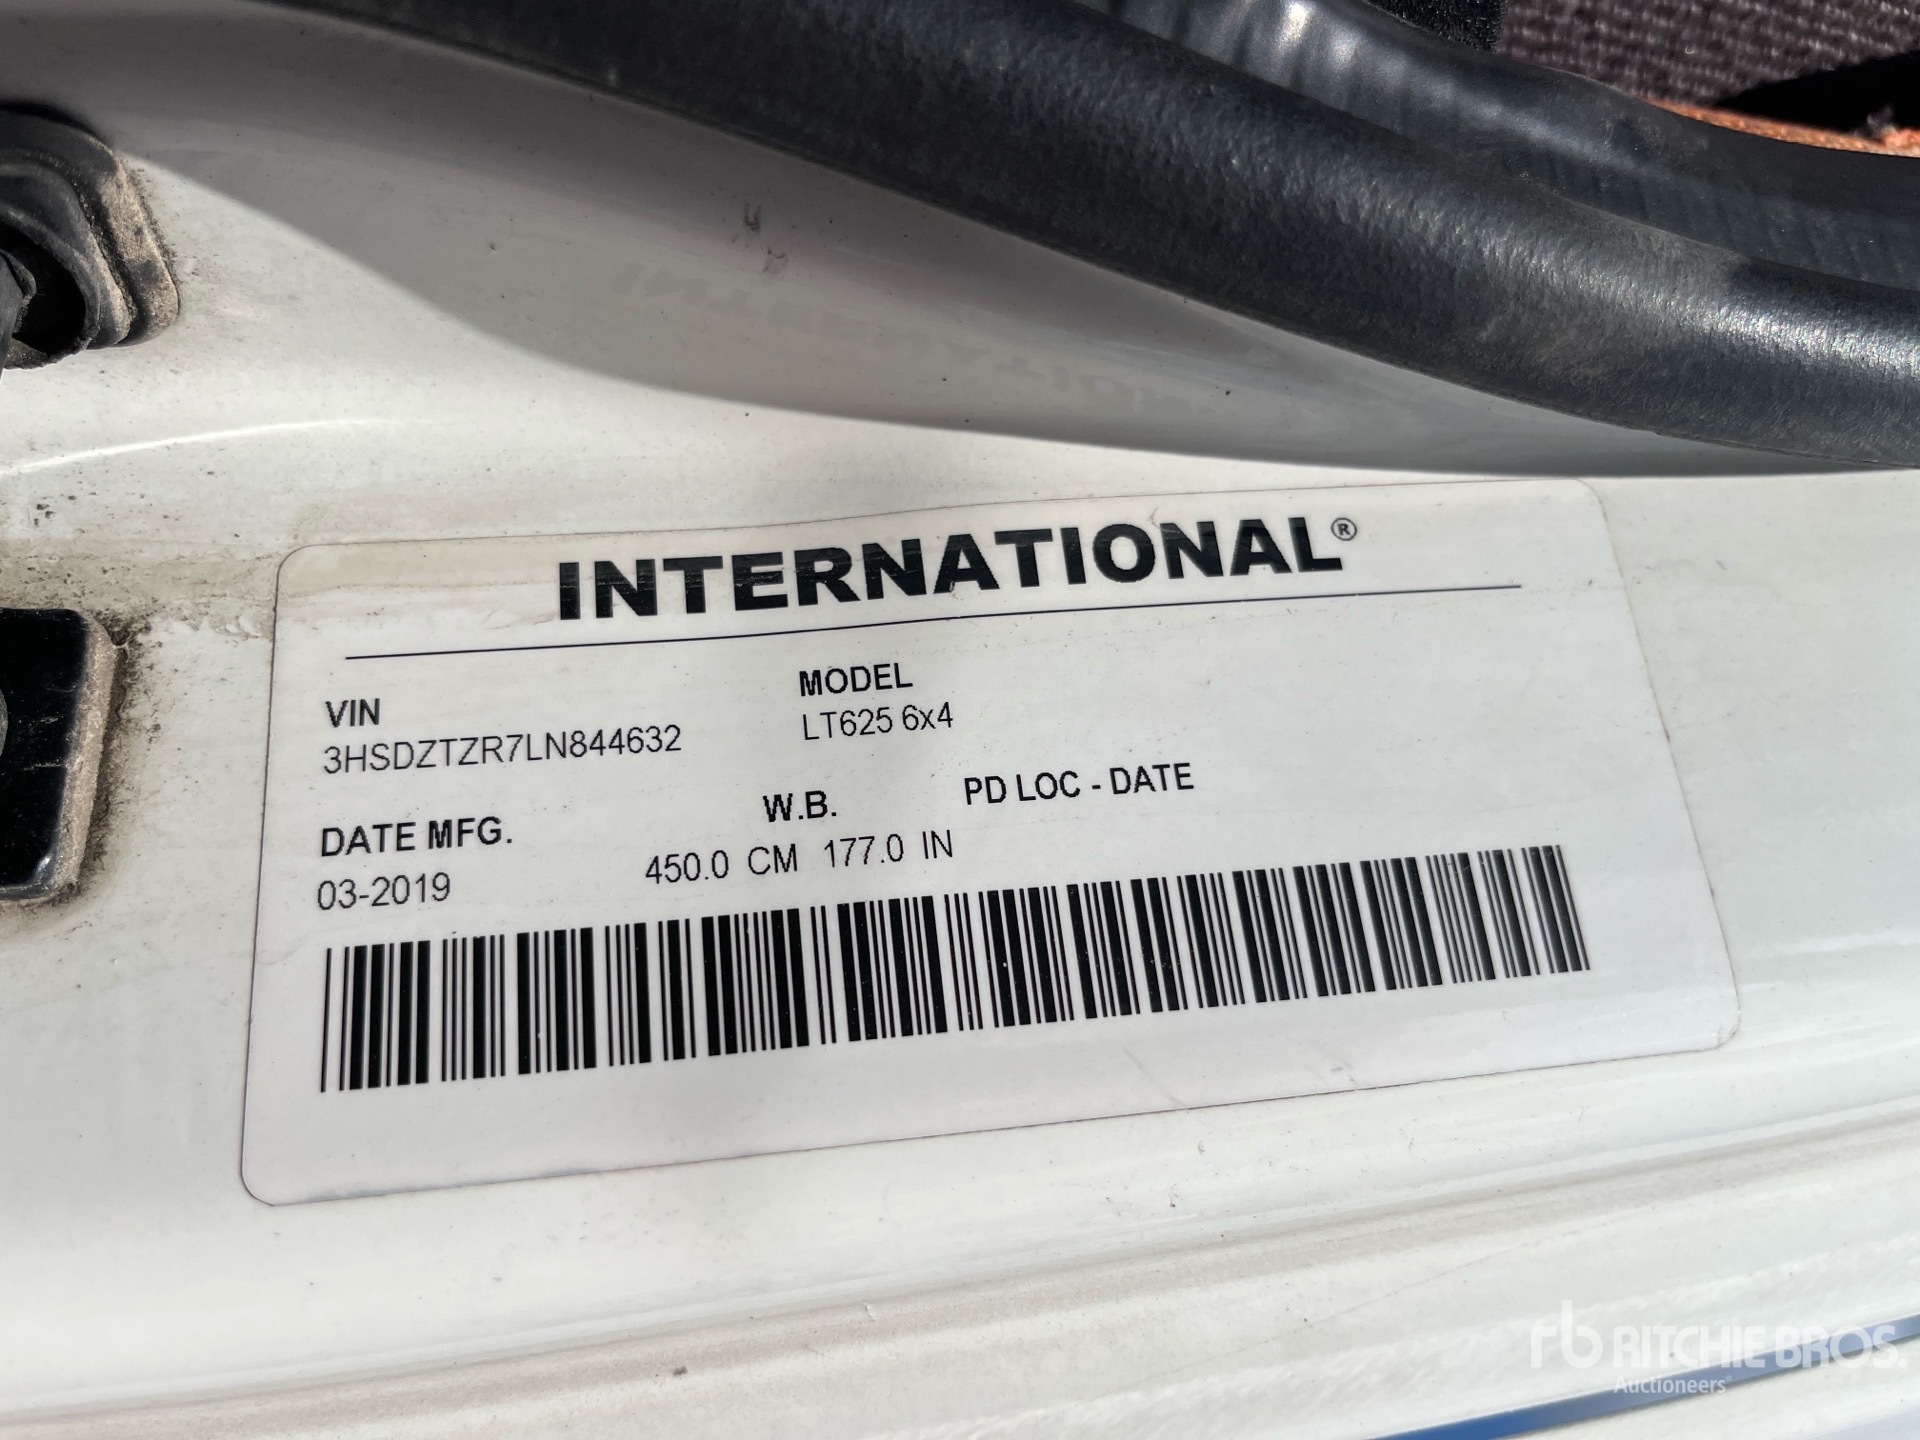 INTERNATIONAL®
VIN
3HSDZTZR7LN844632
MODEL
LT625 6x4
DATE MFG.
03-2019
W.B.
450.0 CM 177.0 IN
PD LOC - DATE
rb RITCHIE BROS.
Auctioneers